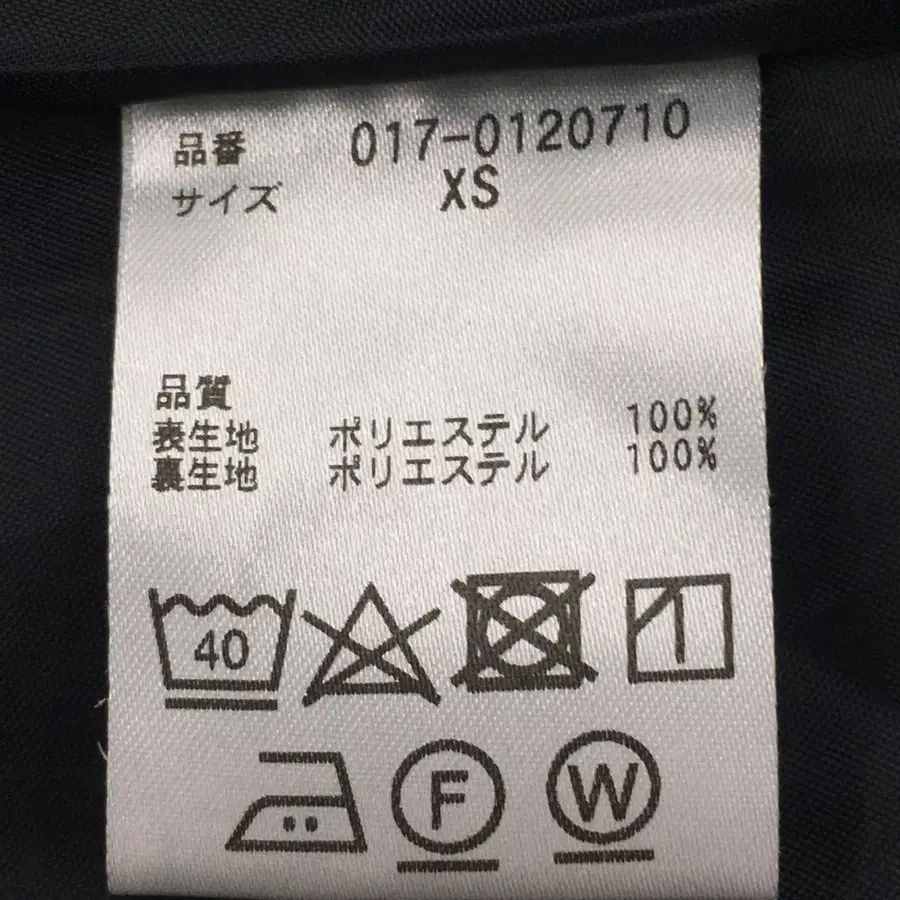 品番 017-0120710
サイズ XS
品質
表生地 ポリエステル 100%
裏生地 ポリエステル 100%
40
F W